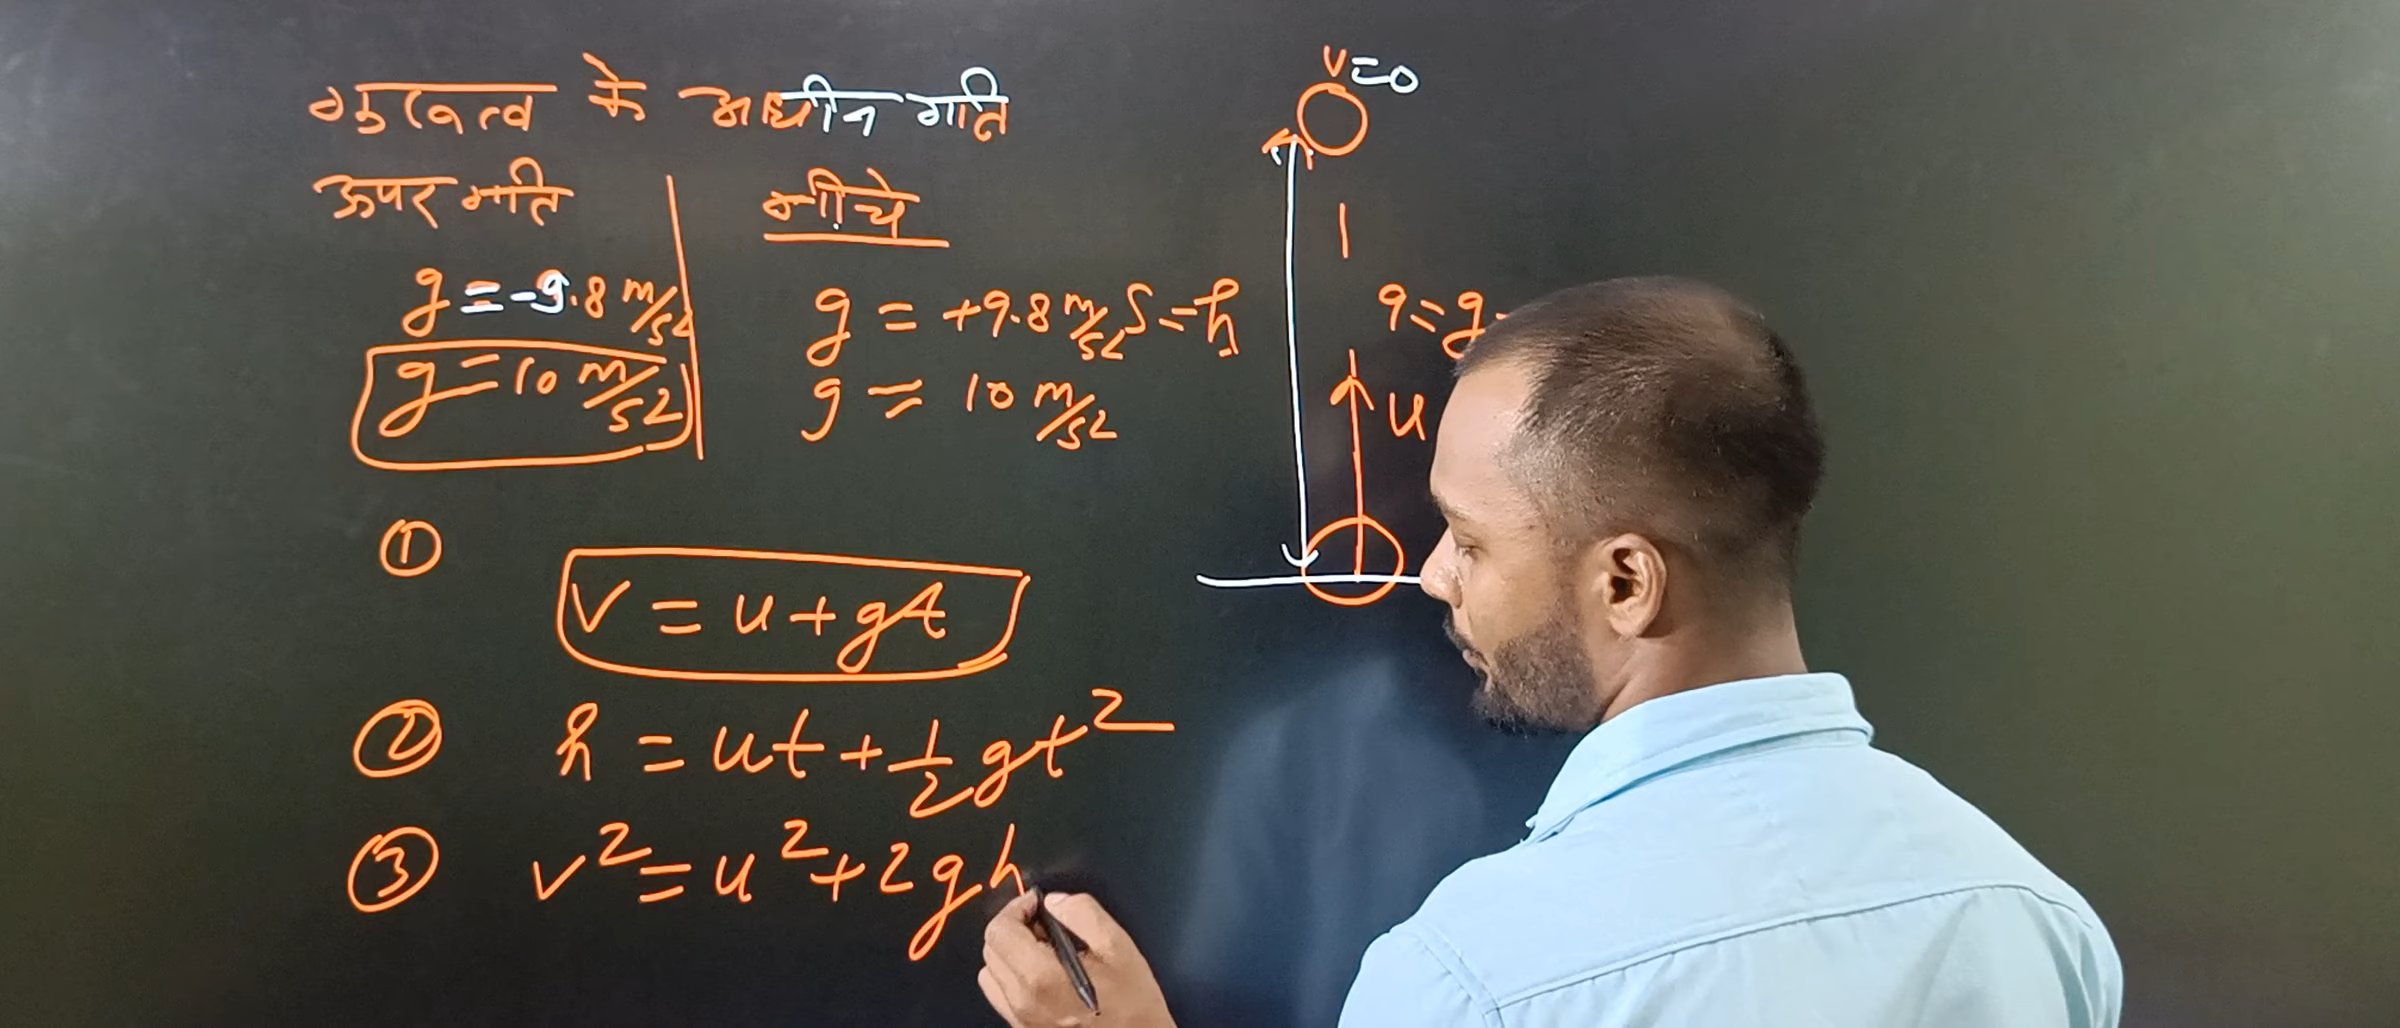 गुरुत्व के अधीन गति
ऊपर गति
नीचे
g = -9.8 m/s2
g = 10 m/s2
g = +9.8 m/s2
g = 10 m/s2
S = h
v = 0
a = g
u
①
v = u + gt
② h = ut + 1/2 gt²
③ v² = u² + 2gh